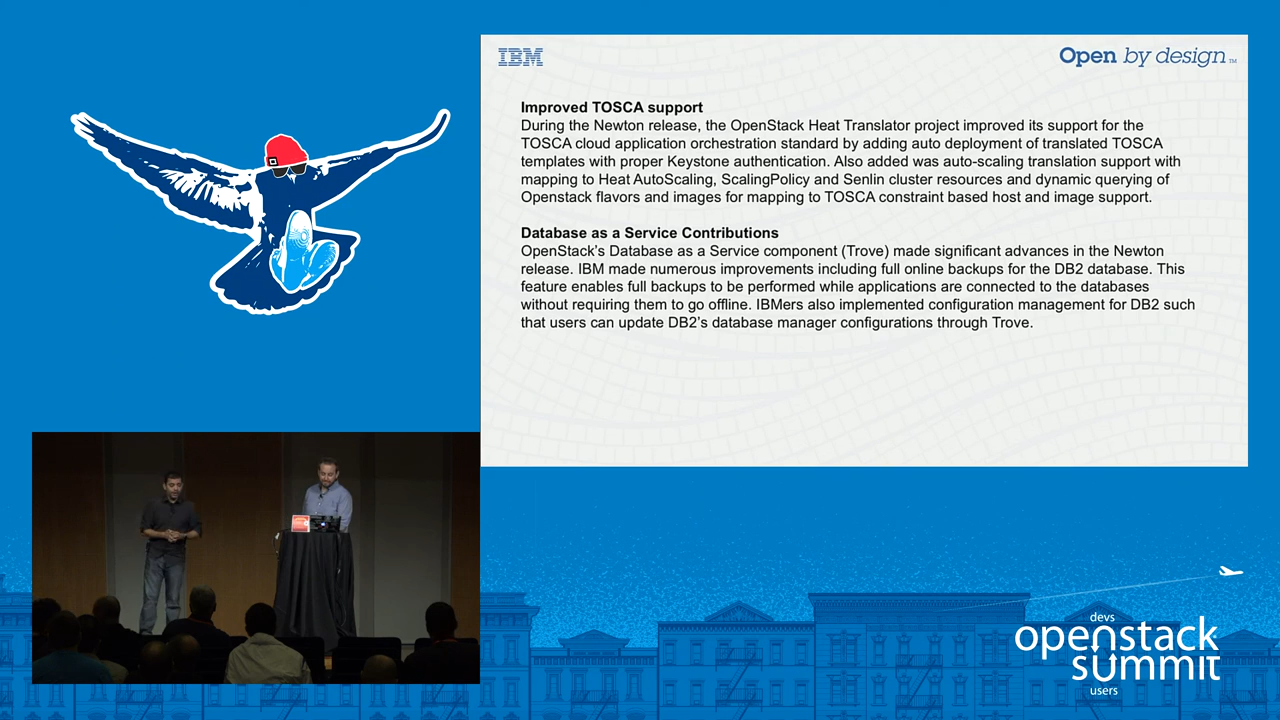 IBM
Open by design™
Improved TOSCA support
During the Newton release, the OpenStack Heat Translator project improved its support for the
TOSCA cloud application orchestration standard by adding auto deployment of translated TOSCA
templates with proper Keystone authentication. Also added was auto-scaling translation support with
mapping to Heat AutoScaling, ScalingPolicy and Senlin cluster resources and dynamic querying of
Openstack flavors and images for mapping to TOSCA constraint based host and image support.
Database as a Service Contributions
OpenStack's Database as a Service component (Trove) made significant advances in the Newton
release. IBM made numerous improvements including full online backups for the DB2 database. This
feature enables full backups to be performed while applications are connected to the databases
without requiring them to go offline. IBMers also implemented configuration management for DB2 such
that users can update DB2's database manager configurations through Trove.
devs
openstack
summit
users